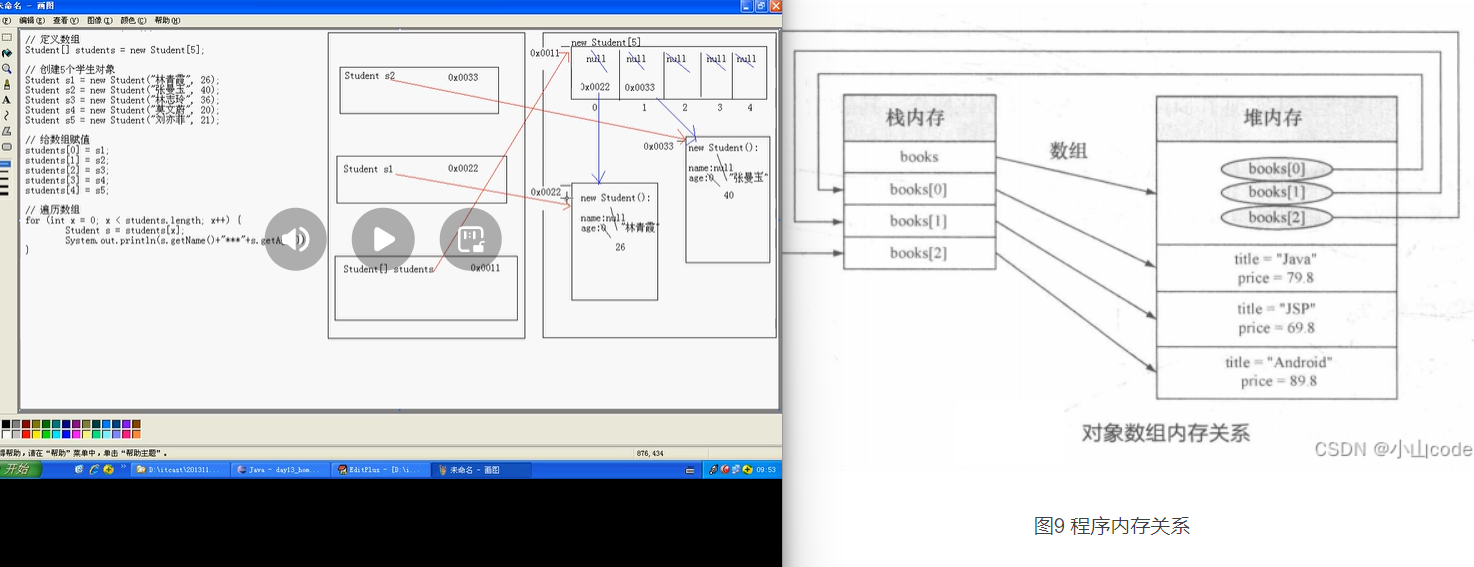 未命名 - 画图
编辑(E) 查看(V) 图像(I) 颜色(C) 帮助(H)
// 定义数组
Student[] students = new Student[5];
// 创建5个学生对象
Student s1 = new Student("林青霞", 26);
Student s2 = new Student("张曼玉", 40);
Student s3 = new Student("林志玲", 36);
Student s4 = new Student("莫文蔚", 20);
Student s5 = new Student("刘亦菲", 21);
// 给数组赋值
students[0] = s1;
students[1] = s2;
students[2] = s3;
students[3] = s4;
students[4] = s5;
// 遍历数组
for (int x = 0; x < students.length; x++) {
Student s = students[x];
System.out.println(s.getName()+"***"+s.getA
}
Student s2 0x0033
Student s1 0x0022
Student[] students 0x0011
new Student[5]
0x0011
null null null null null
0x0022 0x0033
0 1 2 3 4
0x0033
new Student():
name:null
age:0 "张曼玉"
40
0x0022
new Student():
name:null
age:0 "林青霞"
26
得帮助,请在“帮助”菜单中,单击“帮助主题”。
876,434
开始
D:\itcast\201311...
Java - day13_hom...
EditPlus - [D:\i...
未命名 - 画图
09:53
栈内存
books
books[0]
books[1]
books[2]
数组
堆内存
books[0]
books[1]
books[2]
title = "Java"
price = 79.8
title = "JSP"
price = 69.8
title = "Android"
price = 89.8
对象数组内存关系
CSDN @小山code
图9 程序内存关系